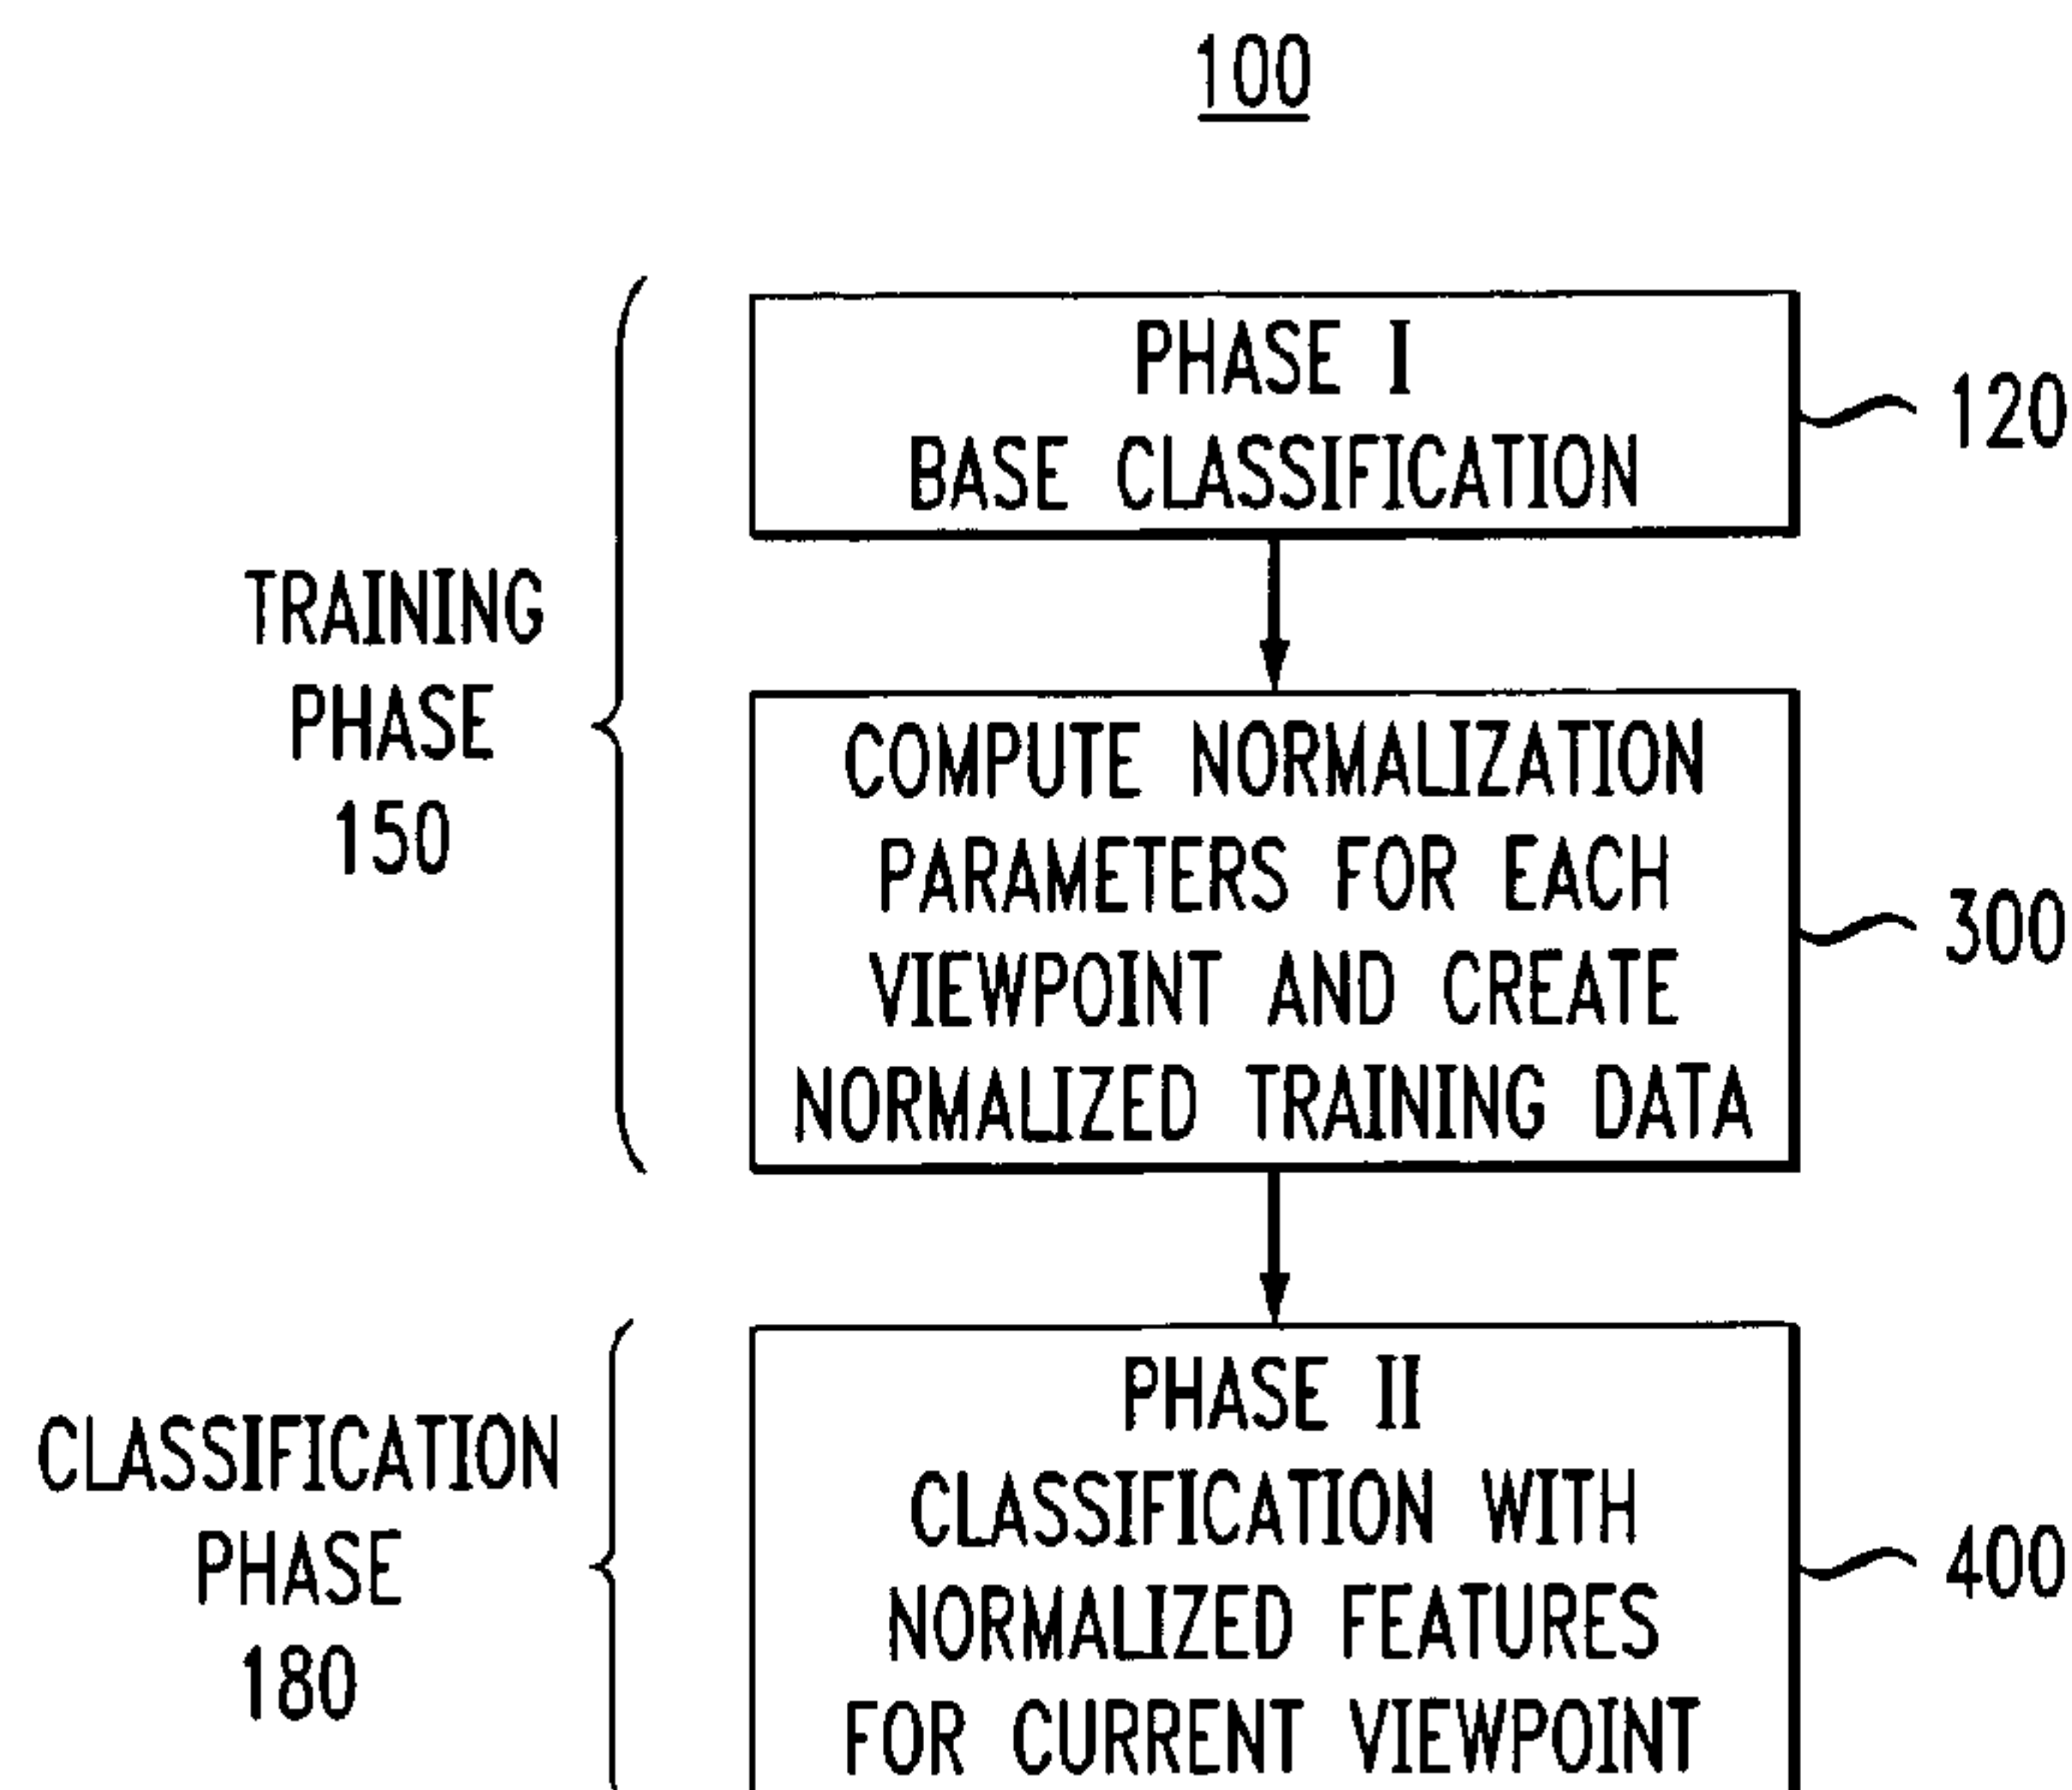 100
PHASE I
BASE CLASSIFICATION
120
TRAINING
PHASE
150
COMPUTE NORMALIZATION
PARAMETERS FOR EACH
VIEWPOINT AND CREATE
NORMALIZED TRAINING DATA
300
CLASSIFICATION
PHASE
180
PHASE II
CLASSIFICATION WITH
NORMALIZED FEATURES
FOR CURRENT VIEWPOINT
400